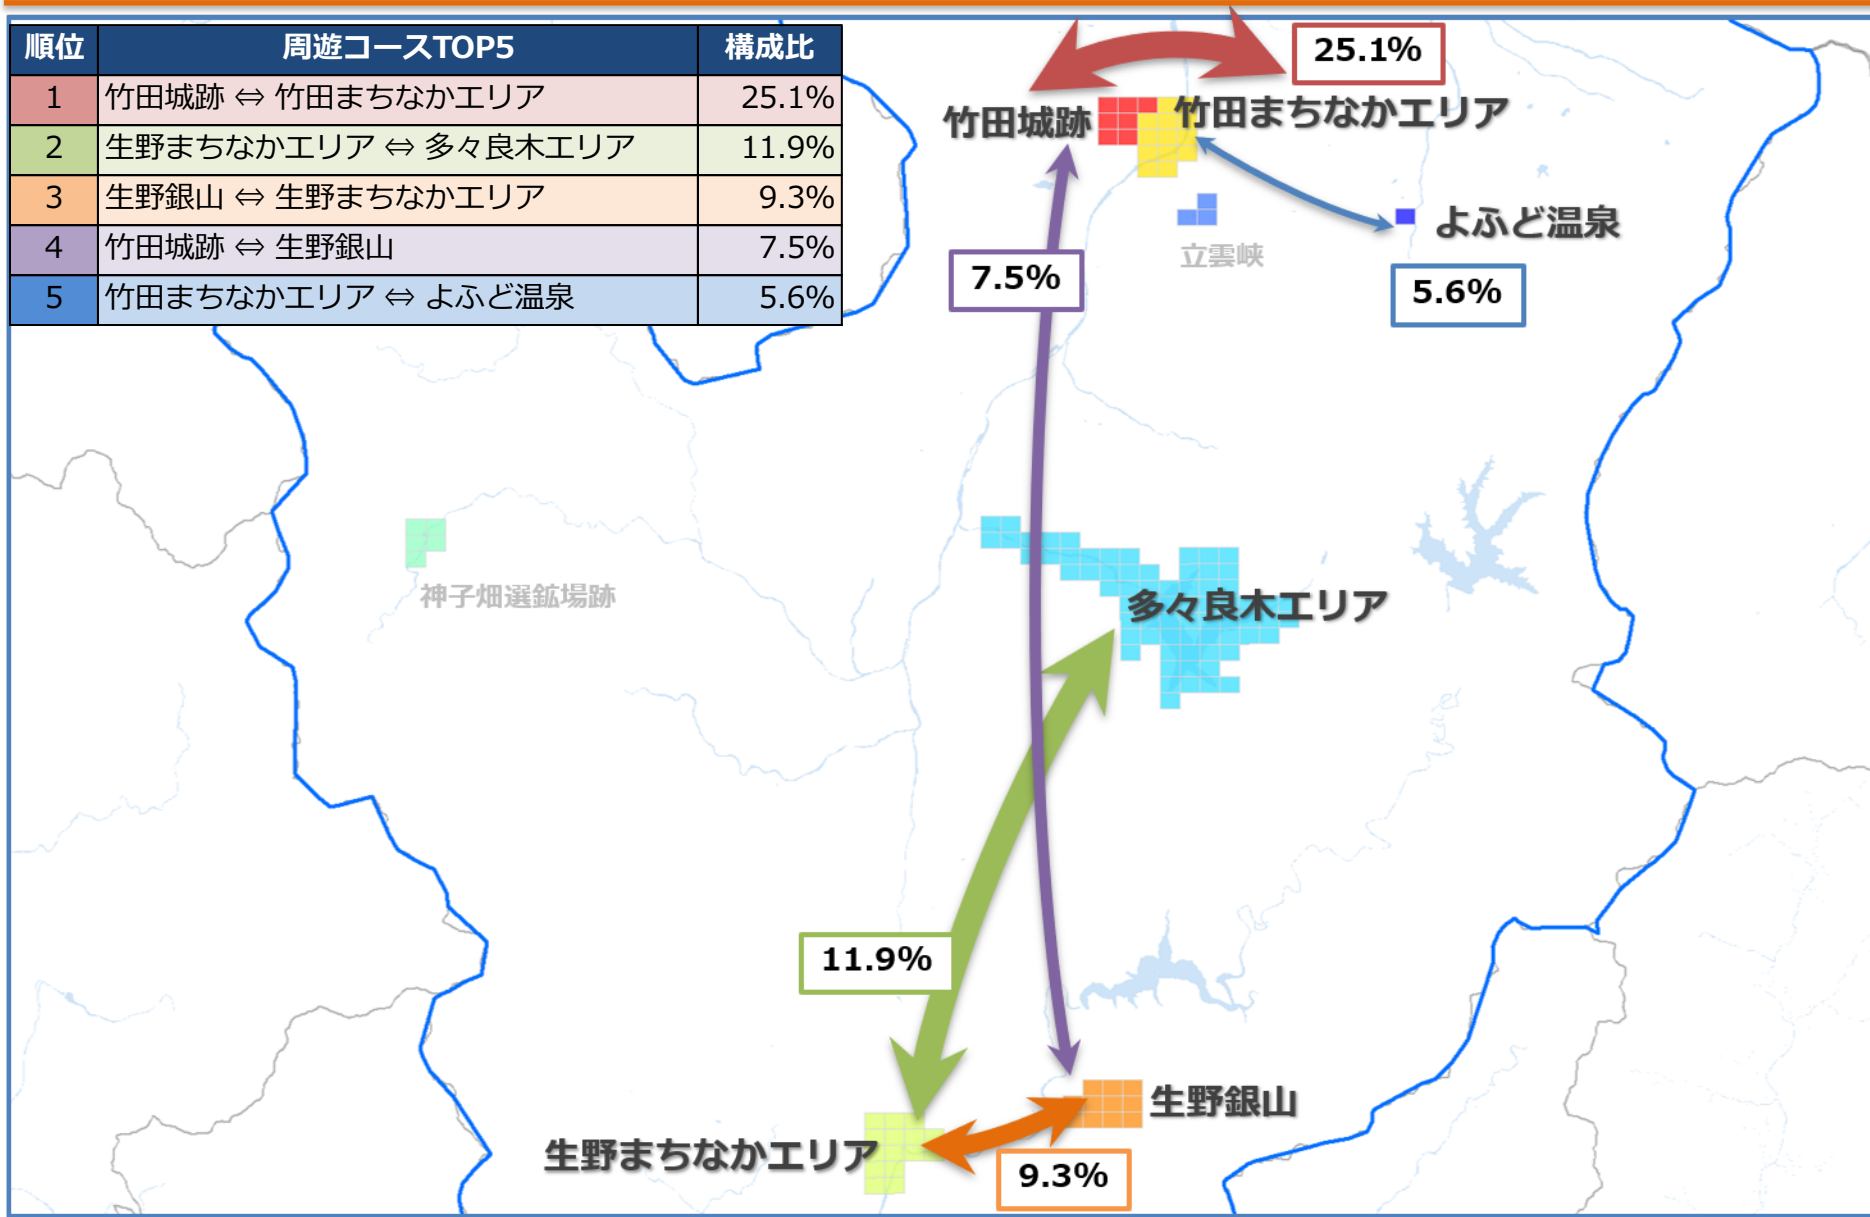 順位 周遊コースTOP5 構成比
1 竹田城跡 ⇔ 竹田まちなかエリア 25.1%
2 生野まちなかエリア ⇔ 多々良木エリア 11.9%
3 生野銀山 ⇔ 生野まちなかエリア 9.3%
4 竹田城跡 ⇔ 生野銀山 7.5%
5 竹田まちなかエリア ⇔ よふど温泉 5.6%
25.1%
竹田城跡
竹田まちなかエリア
よふど温泉
立雲峡
7.5%
5.6%
神子畑選鉱場跡
多々良木エリア
11.9%
生野銀山
生野まちなかエリア
9.3%